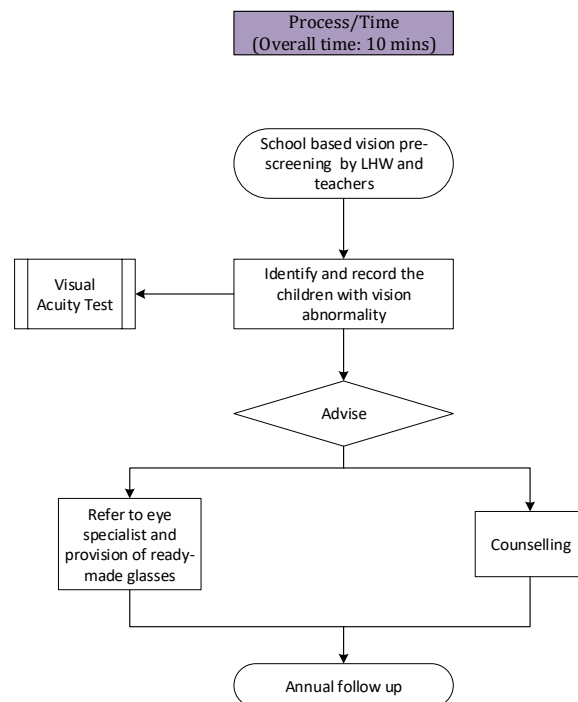 Process/Time
(Overall time: 10 mins)
School based vision pre-
screening by LHW and
teachers
Visual
Acuity Test
Identify and record the
children with vision
abnormality
Advise
Refer to eye
specialist and
provision of ready-
made glasses
Counselling
Annual follow up